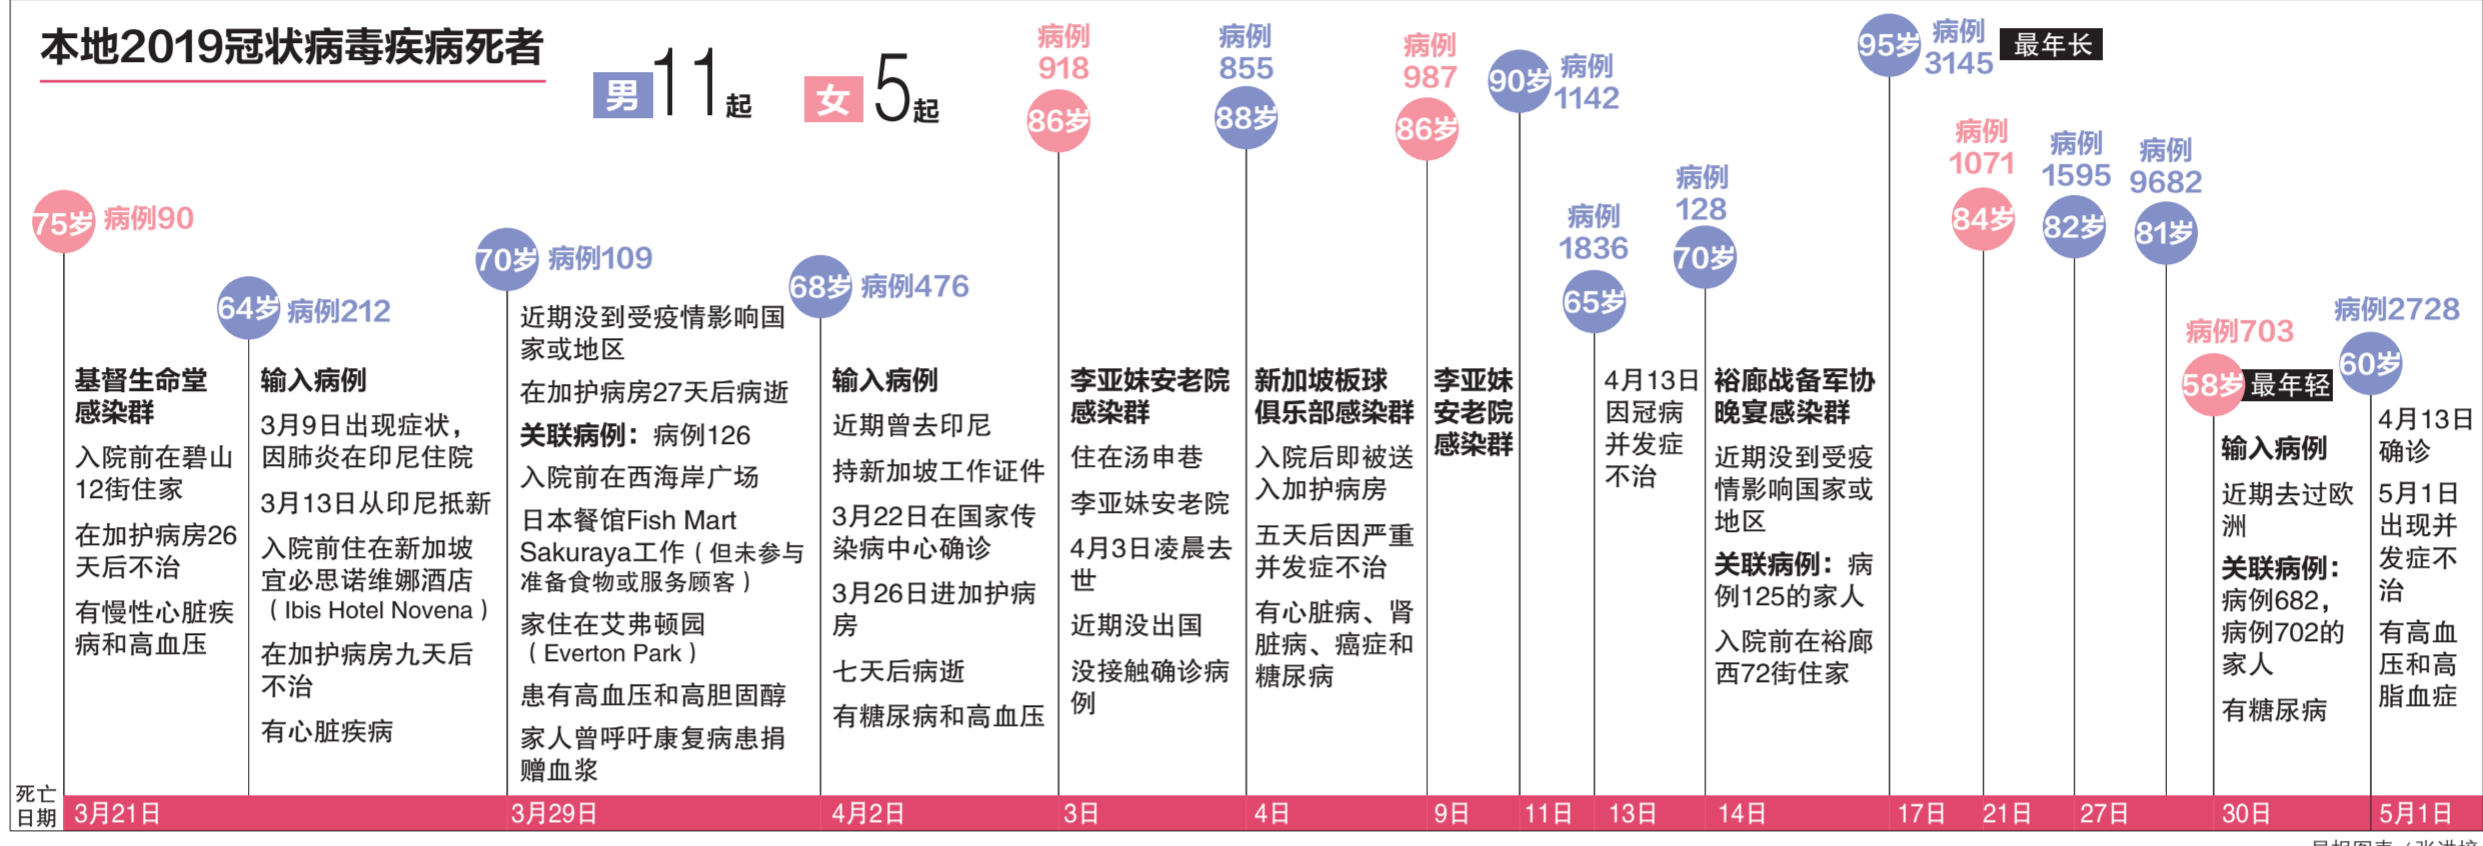 本地2019冠状病毒疾病死者
男11起
女5起
75岁 病例90
基督生命堂
感染群
入院前在碧山
12街住家
在加护病房26
天后不治
有慢性心脏疾
病和高血压
64岁 病例212
输入病例
3月9日出现症状，
因肺炎在印尼住院
3月13日从印尼抵新
入院前住在新加坡
宜必思诺维娜酒店
（Ibis Hotel Novena）
在加护病房九天后
不治
有心脏疾病
70岁 病例109
近期没到受疫情影响国
家或地区
在加护病房27天后病逝
关联病例：病例126
入院前在西海岸广场
日本餐馆Fish Mart
Sakuraya工作（但未参与
准备食物或服务顾客）
家住在艾弗顿园
（Everton Park）
患有高血压和高胆固醇
家人曾呼吁康复病患捐
赠血浆
68岁 病例476
输入病例
近期曾去印尼
持新加坡工作证件
3月22日在国家传
染病中心确诊
3月26日进加护病
房
七天后病逝
有糖尿病和高血压
病例
918
86岁
李亚妹安老院
感染群
住在汤申巷
李亚妹安老院
4月3日凌晨去
世
近期没出国
没接触确诊病
例
病例
855
88岁
新加坡板球
俱乐部感染群
入院后即被送
入加护病房
五天后因严重
并发症不治
有心脏病、肾
脏病、癌症和
糖尿病
病例
987
86岁
李亚妹
安老院
感染群
90岁
病例
1142
病例
1836
65岁
4月13日
因冠病
并发症
不治
病例
128
70岁
裕廊战备军协
晚宴感染群
近期没到受疫
情影响国家或
地区
关联病例：病
例125的家人
入院前在裕廊
西72街住家
95岁
病例
3145
最年长
病例
1071
84岁
病例
1595
82岁
病例
9682
81岁
病例703
58岁 最年轻
输入病例
近期去过欧
洲
关联病例：
病例682，
病例702的
家人
有糖尿病
病例2728
60岁
4月13日
确诊
5月1日
出现并
发症不
治
有高血
压和高
脂血症
死亡
日期
3月21日 3月29日 4月2日 3日 4日 9日 11日 13日 14日 17日 21日 27日 30日 5月1日